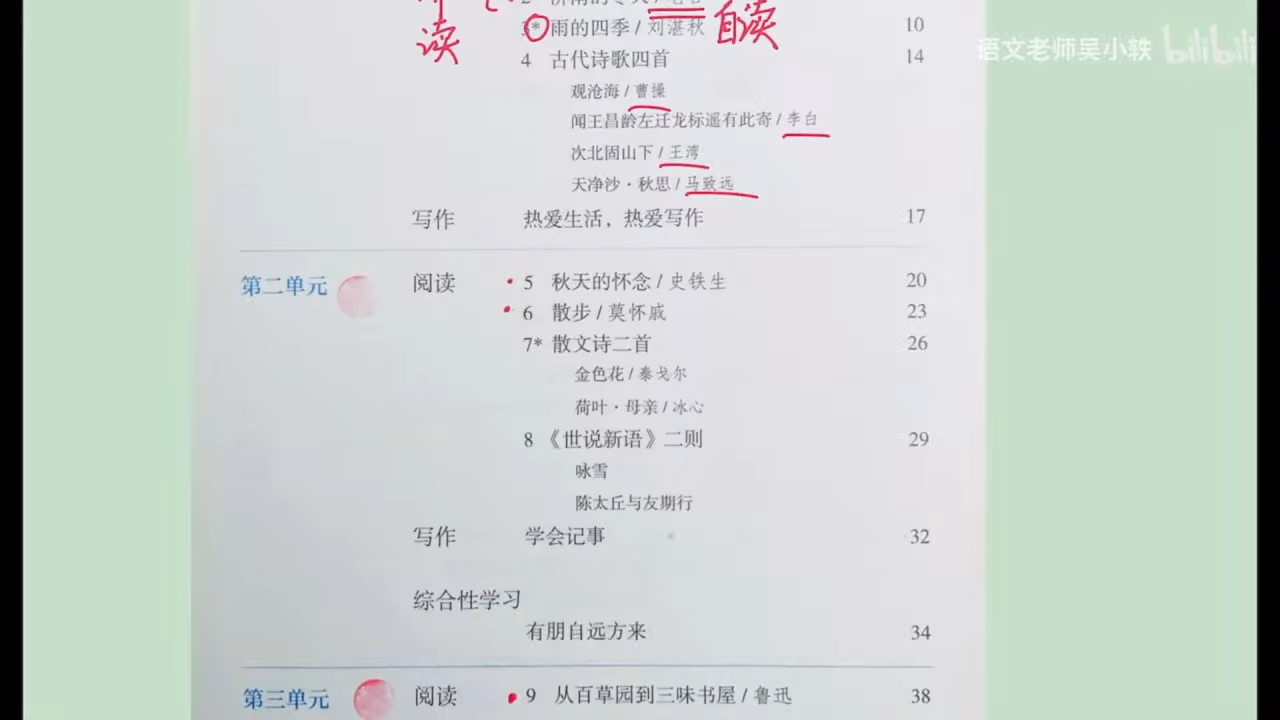 3* 雨的四季 / 刘湛秋 自读 10
读
语文老师吴小轶 bilibili
4 古代诗歌四首 14
观沧海 / 曹操
闻王昌龄左迁龙标遥有此寄 / 李白
次北固山下 / 王湾
天净沙·秋思 / 马致远
写作 热爱生活，热爱写作 17
第二单元 阅读 5 秋天的怀念 / 史铁生 20
6 散步 / 莫怀戚 23
7* 散文诗二首 26
金色花 / 泰戈尔
荷叶·母亲 / 冰心
8 《世说新语》二则 29
咏雪
陈太丘与友期行
写作 学会记事 32
综合性学习
有朋自远方来 34
第三单元 阅读 9 从百草园到三味书屋 / 鲁迅 38